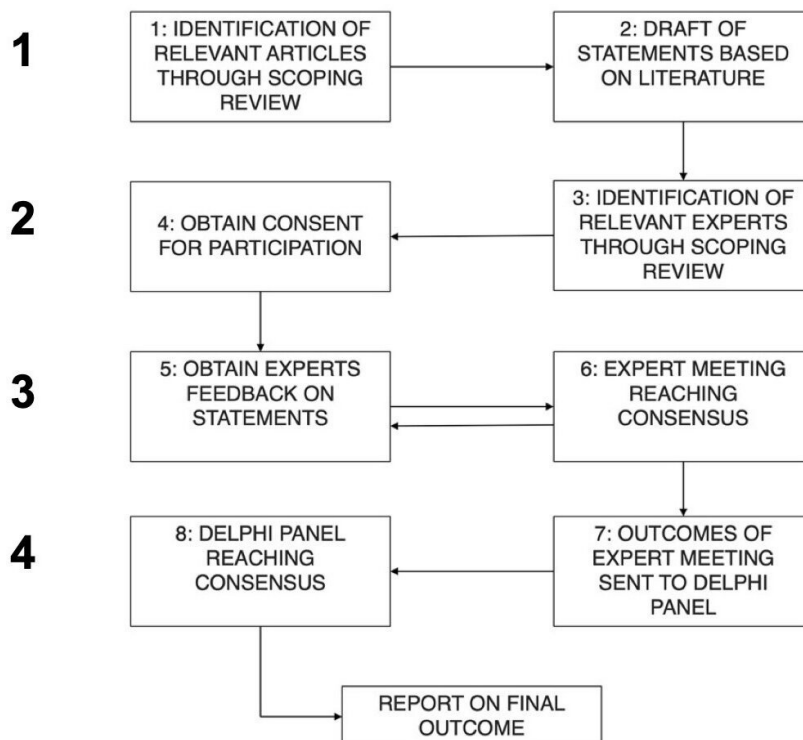 1
1: IDENTIFICATION OF
RELEVANT ARTICLES
THROUGH SCOPING
REVIEW
2: DRAFT OF
STATEMENTS BASED
ON LITERATURE
2
4: OBTAIN CONSENT
FOR PARTICIPATION
3: IDENTIFICATION OF
RELEVANT EXPERTS
THROUGH SCOPING
REVIEW
3
5: OBTAIN EXPERTS
FEEDBACK ON
STATEMENTS
6: EXPERT MEETING
REACHING
CONSENSUS
4
8: DELPHI PANEL
REACHING
CONSENSUS
7: OUTCOMES OF
EXPERT MEETING
SENT TO DELPHI
PANEL
REPORT ON FINAL
OUTCOME